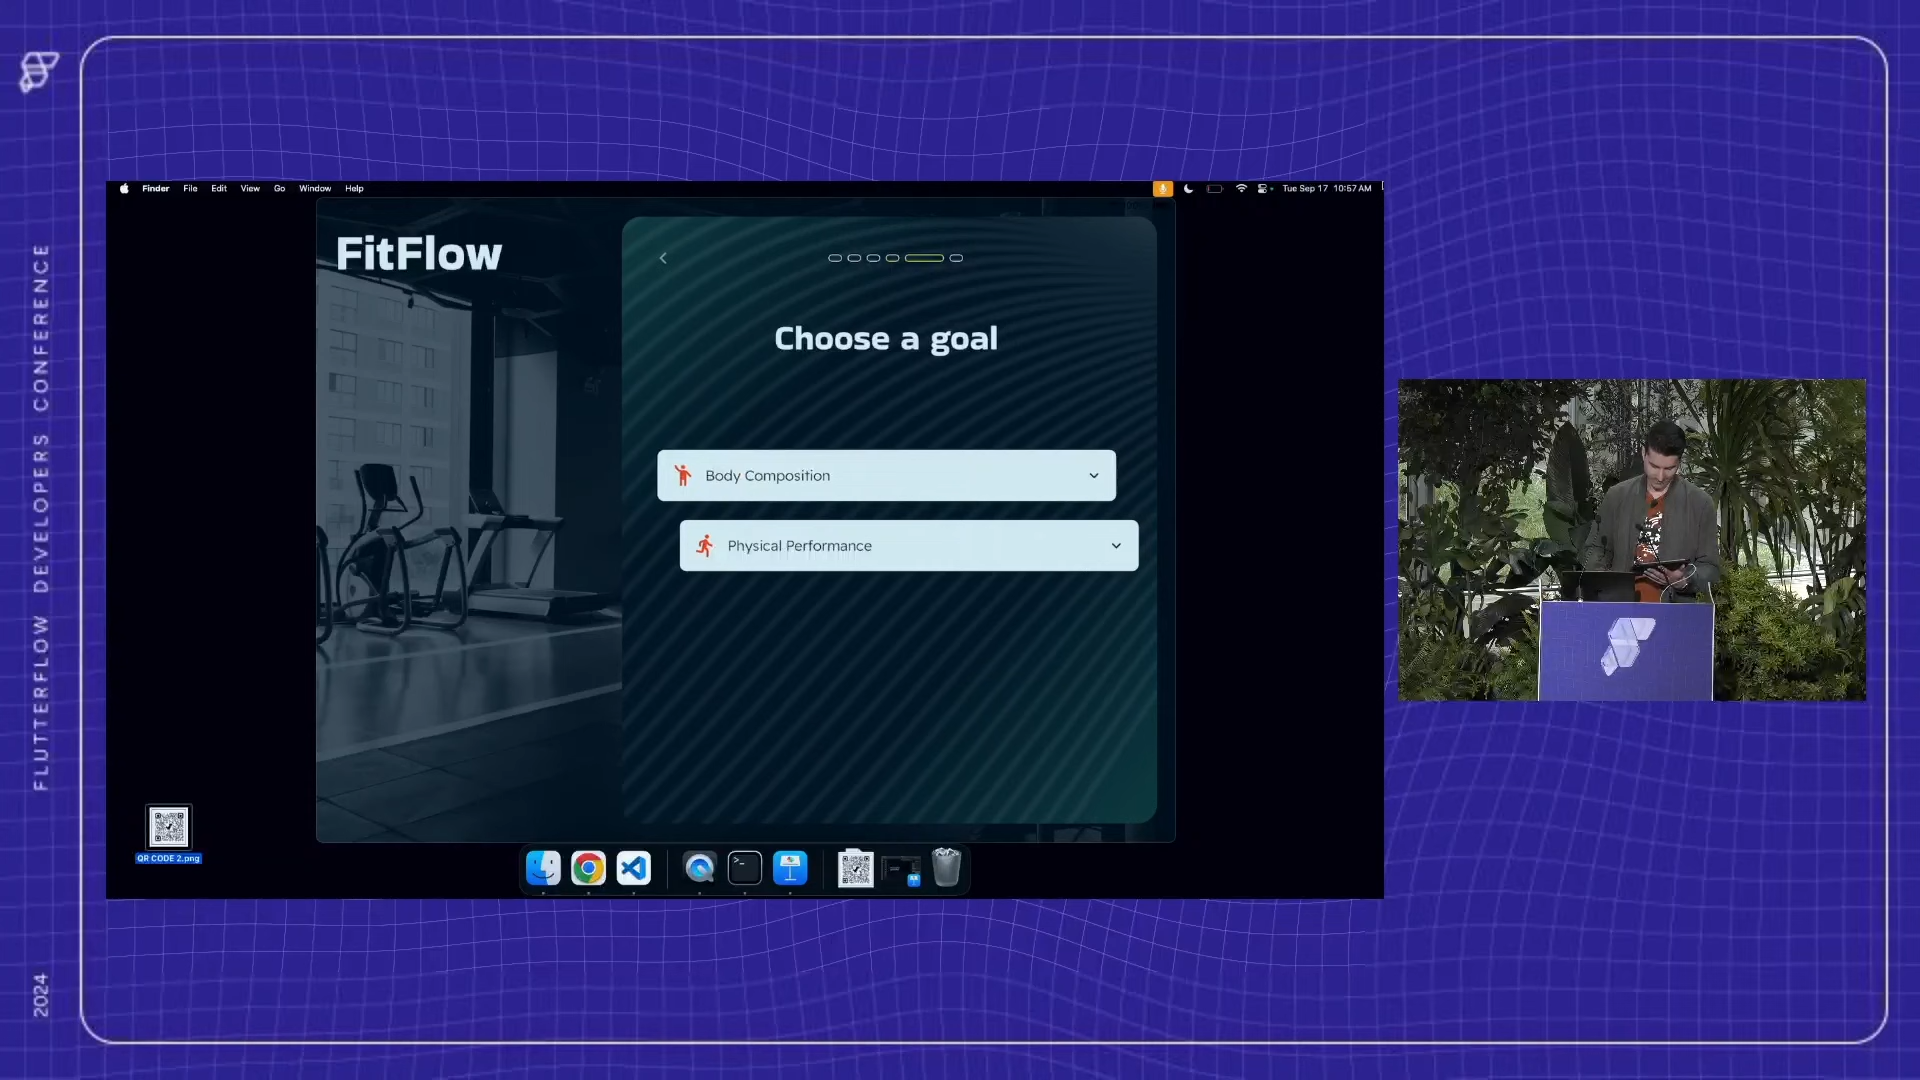 Finder File Edit View Go Window Help
Tue Sep 17 10:57 AM
FitFlow
Choose a goal
Body Composition
Physical Performance
QR CODE 2.png
FLUTTERFLOW DEVELOPERS CONFERENCE
2024